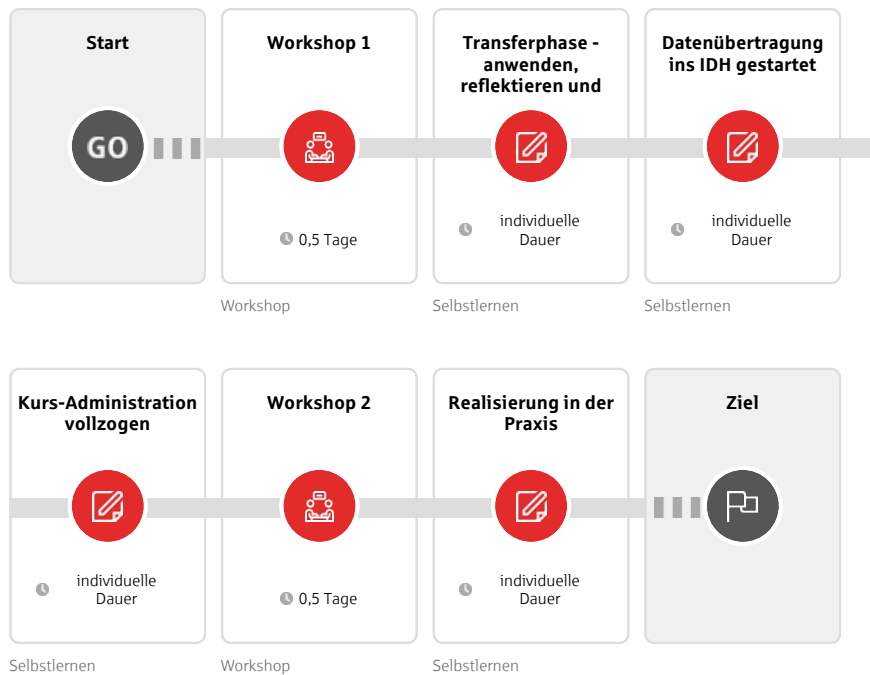 Start
Workshop 1
Transferphase -
anwenden,
reflektieren und
Datenübertragung
ins IDH gestartet
GO
0,5 Tage
individuelle
Dauer
individuelle
Dauer
Workshop
Selbstlernen
Selbstlernen
Kurs-Administration
vollzogen
Workshop 2
Realisierung in der
Praxis
Ziel
individuelle
Dauer
0,5 Tage
individuelle
Dauer
Selbstlernen
Workshop
Selbstlernen